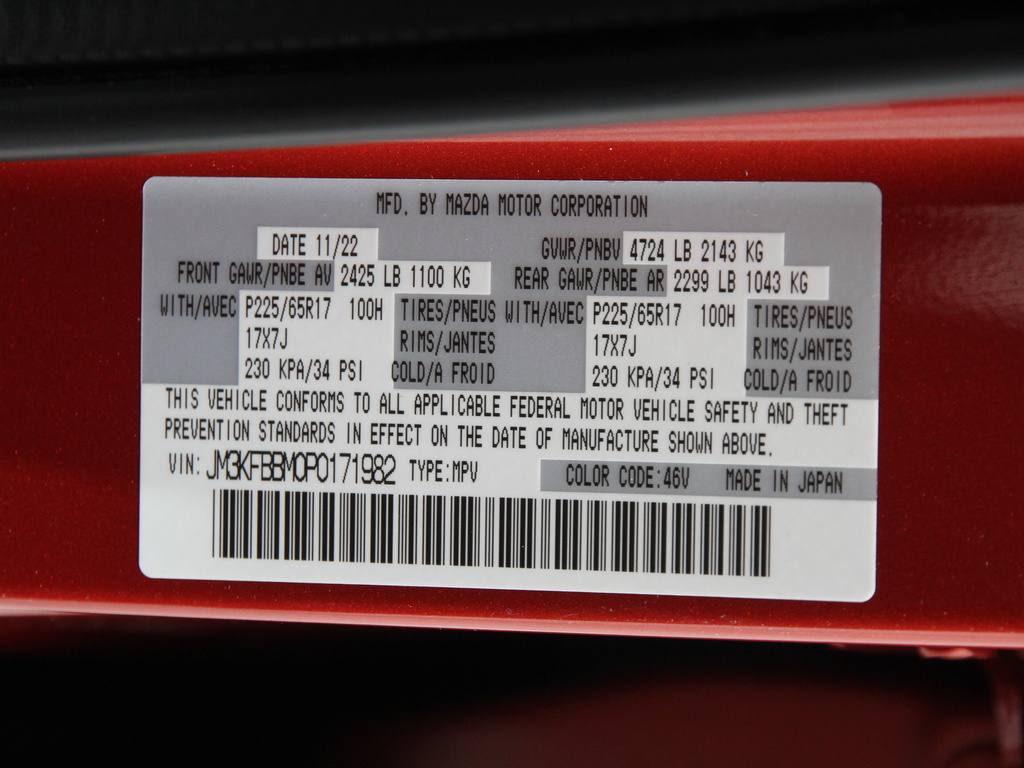 MFD. BY MAZDA MOTOR CORPORATION
DATE 11/22 GVWR/PNBV 4724 LB 2143 KG
FRONT GAWR/PNBE AV 2425 LB 1100 KG REAR GAWR/PNBE AR 2299 LB 1043 KG
WITH/AVEC P225/65R17 100H TIRES/PNEUS WITH/AVEC P225/65R17 100H TIRES/PNEUS
17X7J RIMS/JANTES 17X7J RIMS/JANTES
230 KPA/34 PSI COLD/A FROID 230 KPA/34 PSI COLD/A FROID
THIS VEHICLE CONFORMS TO ALL APPLICABLE FEDERAL MOTOR VEHICLE SAFETY AND THEFT
PREVENTION STANDARDS IN EFFECT ON THE DATE OF MANUFACTURE SHOWN ABOVE.
VIN: JM3KFBBM0P0171982 TYPE:MPV COLOR CODE:46V MADE IN JAPAN